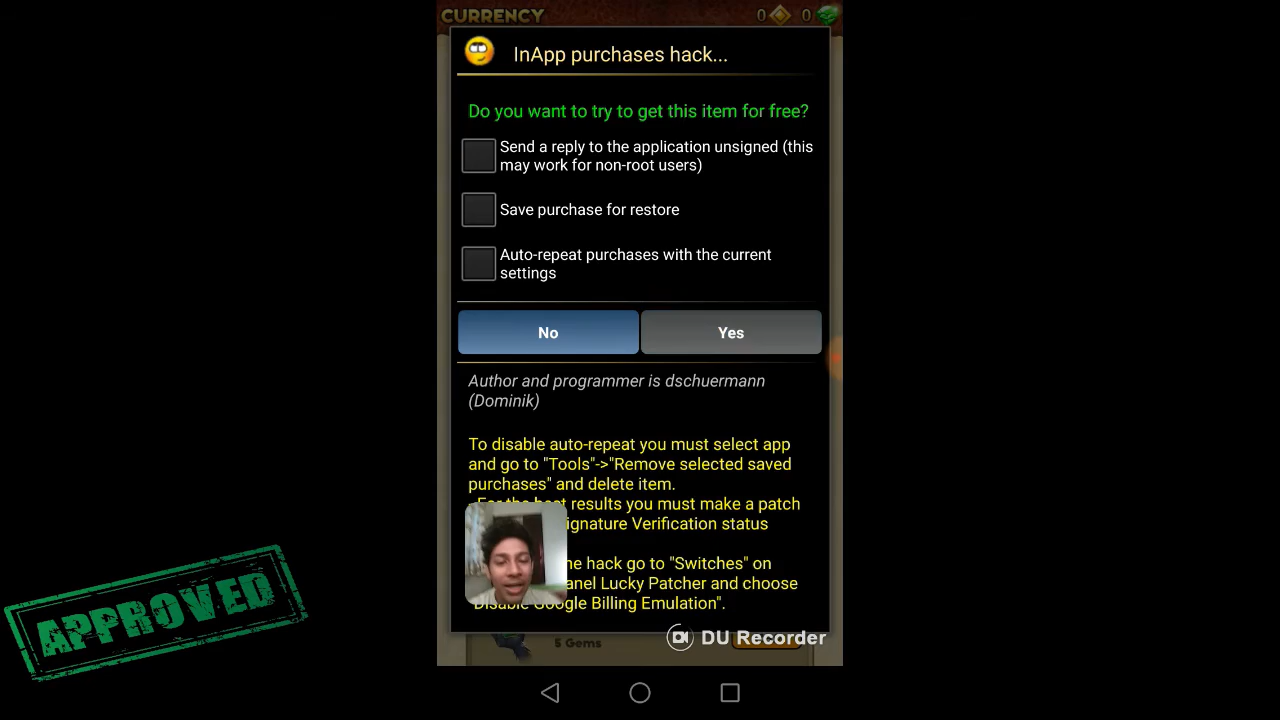 CURRENCY
0 0
InApp purchases hack...
Do you want to try to get this item for free?
Send a reply to the application unsigned (this
may work for non-root users)
Save purchase for restore
Auto-repeat purchases with the current
settings
No Yes
Author and programmer is dschuermann
(Dominik)
To disable auto-repeat you must select app
and go to "Tools"->"Remove selected saved
purchases" and delete item.
results you must make a patch
ignature Verification status
hack go to "Switches" on
Lucky Patcher and choose
"Disable Google Billing Emulation".
APPROVED
5 Gems
DU Recorder